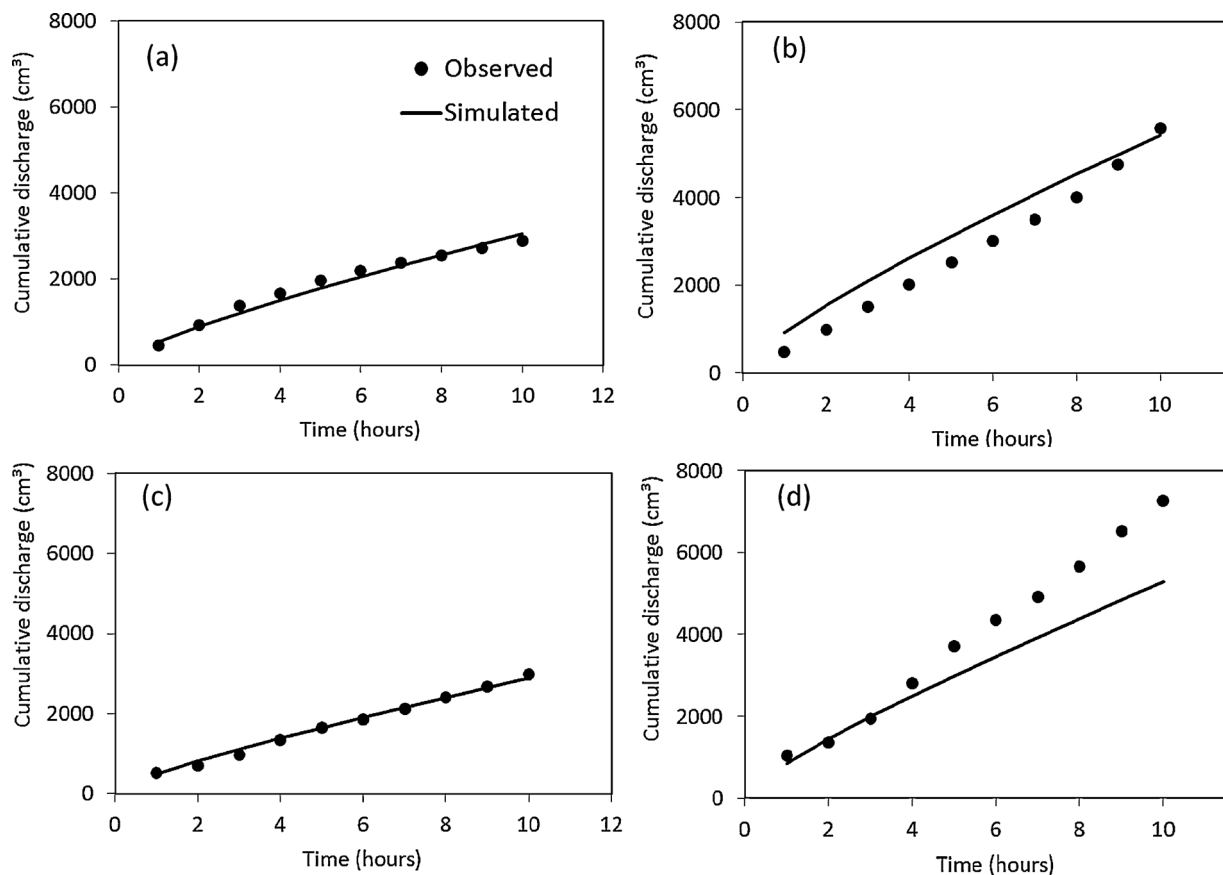 (a)
Observed
Simulated
Cumulative discharge (cm³)
8000
6000
4000
2000
0
0 2 4 6 8 10 12
Time (hours)
(b)
Cumulative discharge (cm³)
8000
6000
4000
2000
0
0 2 4 6 8 10
Time (hours)
(c)
Cumulative discharge (cm³)
8000
6000
4000
2000
0
0 2 4 6 8 10 12
Time (hours)
(d)
Cumulative discharge (cm³)
8000
6000
4000
2000
0
0 2 4 6 8 10
Time (hours)